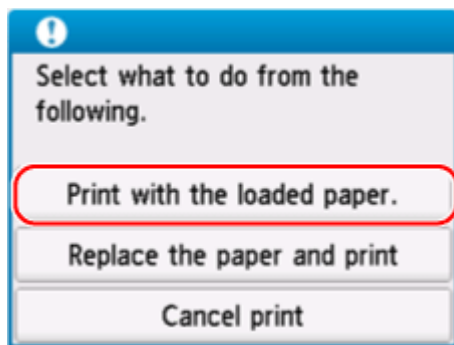 Select what to do from the
following.
Print with the loaded paper.
Replace the paper and print
Cancel print